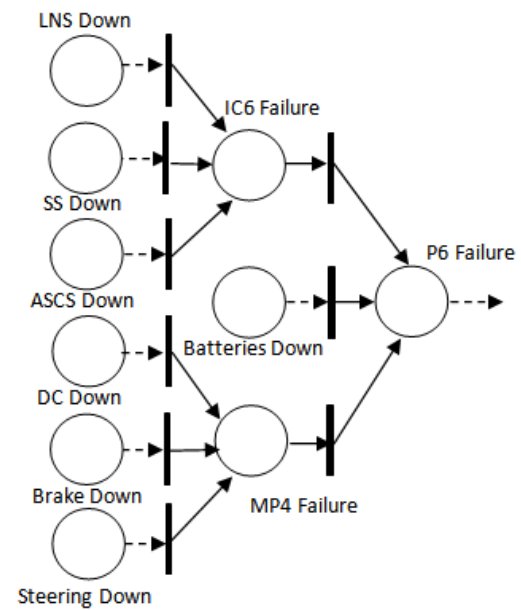 LNS Down
IC6 Failure
SS Down
P6 Failure
ASCS Down
Batteries Down
DC Down
Brake Down
MP4 Failure
Steering Down